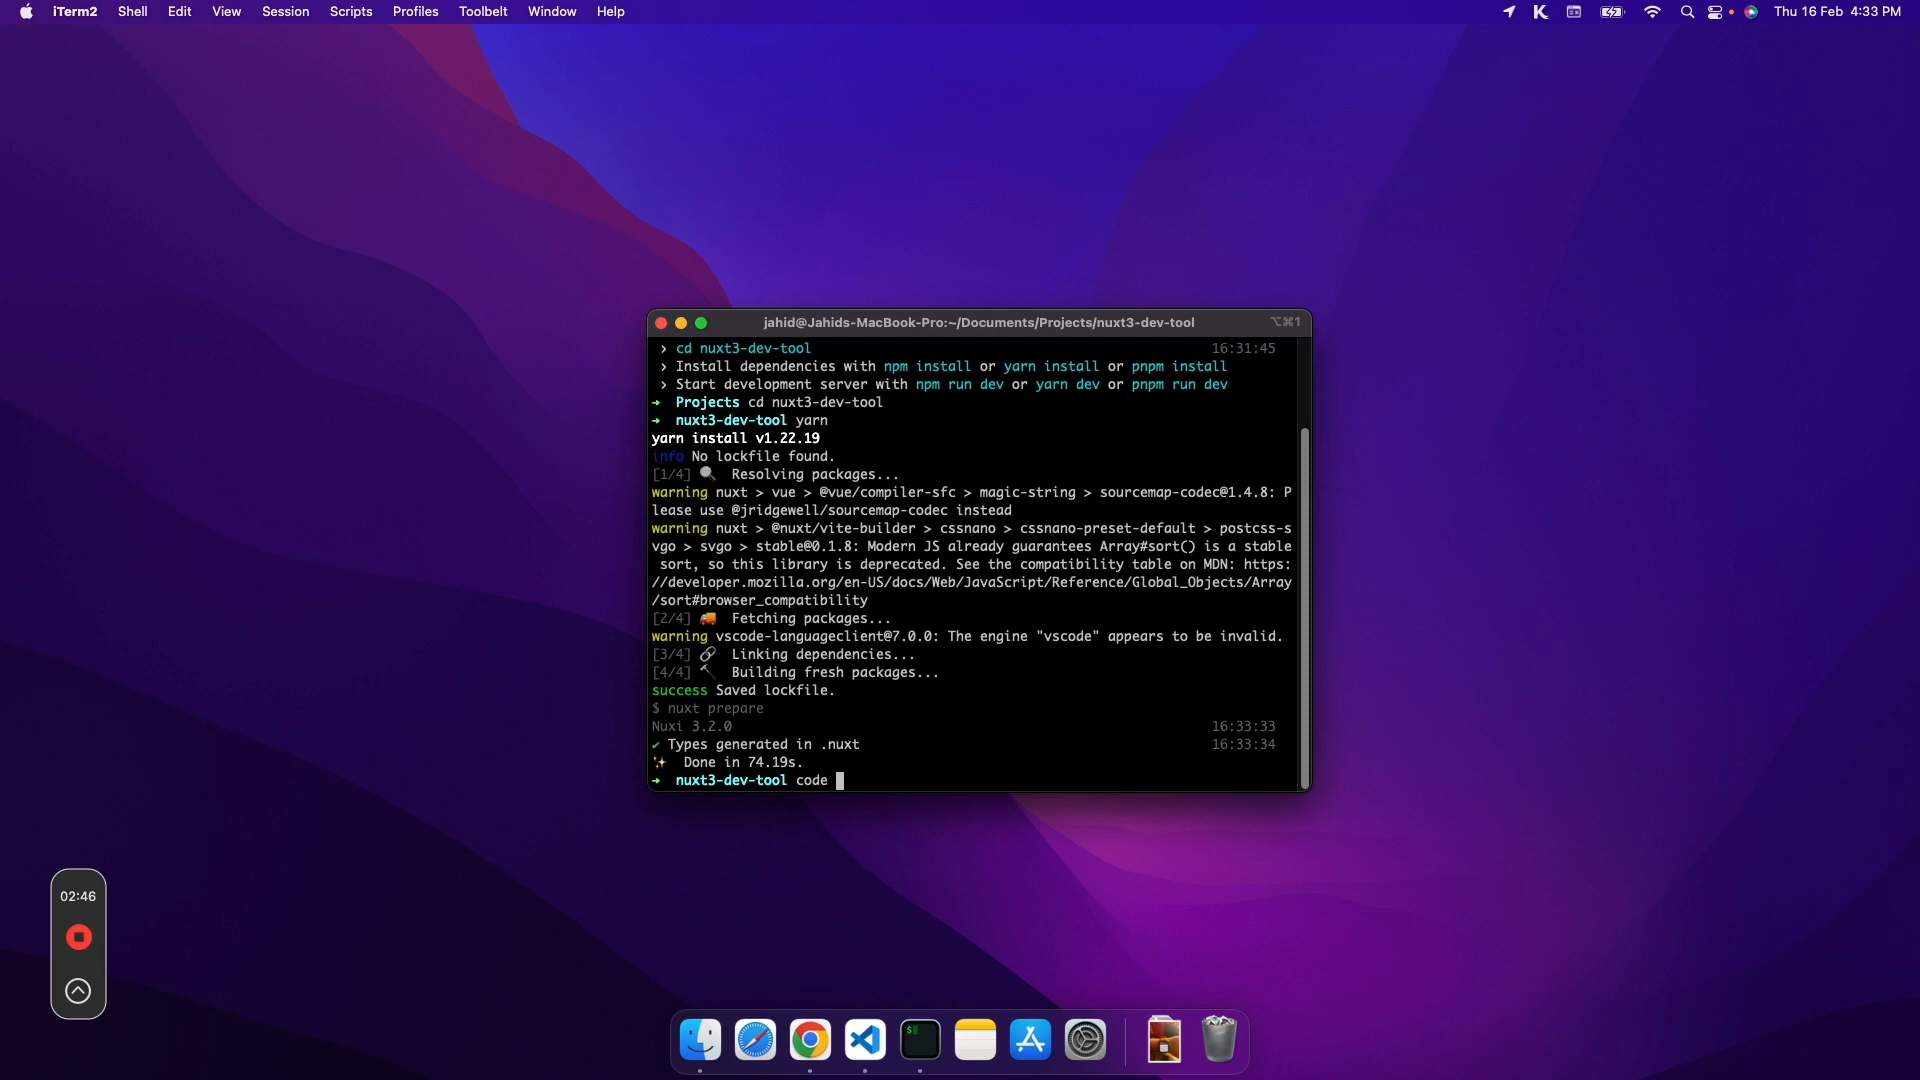 iTerm2 Shell Edit View Session Scripts Profiles Toolbelt Window Help Thu 16 Feb 4:33 PM
jahid@Jahids-MacBook-Pro:~/Documents/Projects/nuxt3-dev-tool ⌥⌘1
› cd nuxt3-dev-tool 16:31:45
› Install dependencies with npm install or yarn install or pnpm install
› Start development server with npm run dev or yarn dev or pnpm run dev
→ Projects cd nuxt3-dev-tool
→ nuxt3-dev-tool yarn
yarn install v1.22.19
info No lockfile found.
[1/4] 🔍 Resolving packages...
warning nuxt > vue > @vue/compiler-sfc > magic-string > sourcemap-codec@1.4.8: P
lease use @jridgewell/sourcemap-codec instead
warning nuxt > @nuxt/vite-builder > cssnano > cssnano-preset-default > postcss-s
vgo > svgo > stable@0.1.8: Modern JS already guarantees Array#sort() is a stable
sort, so this library is deprecated. See the compatibility table on MDN: https:
//developer.mozilla.org/en-US/docs/Web/JavaScript/Reference/Global_Objects/Array
/sort#browser_compatibility
[2/4] 🚚 Fetching packages...
warning vscode-languageclient@7.0.0: The engine "vscode" appears to be invalid.
[3/4] 🔗 Linking dependencies...
[4/4] 🔨 Building fresh packages...
success Saved lockfile.
$ nuxt prepare
Nuxi 3.2.0 16:33:33
✔ Types generated in .nuxt 16:33:34
✨ Done in 74.19s.
→ nuxt3-dev-tool code
02:46